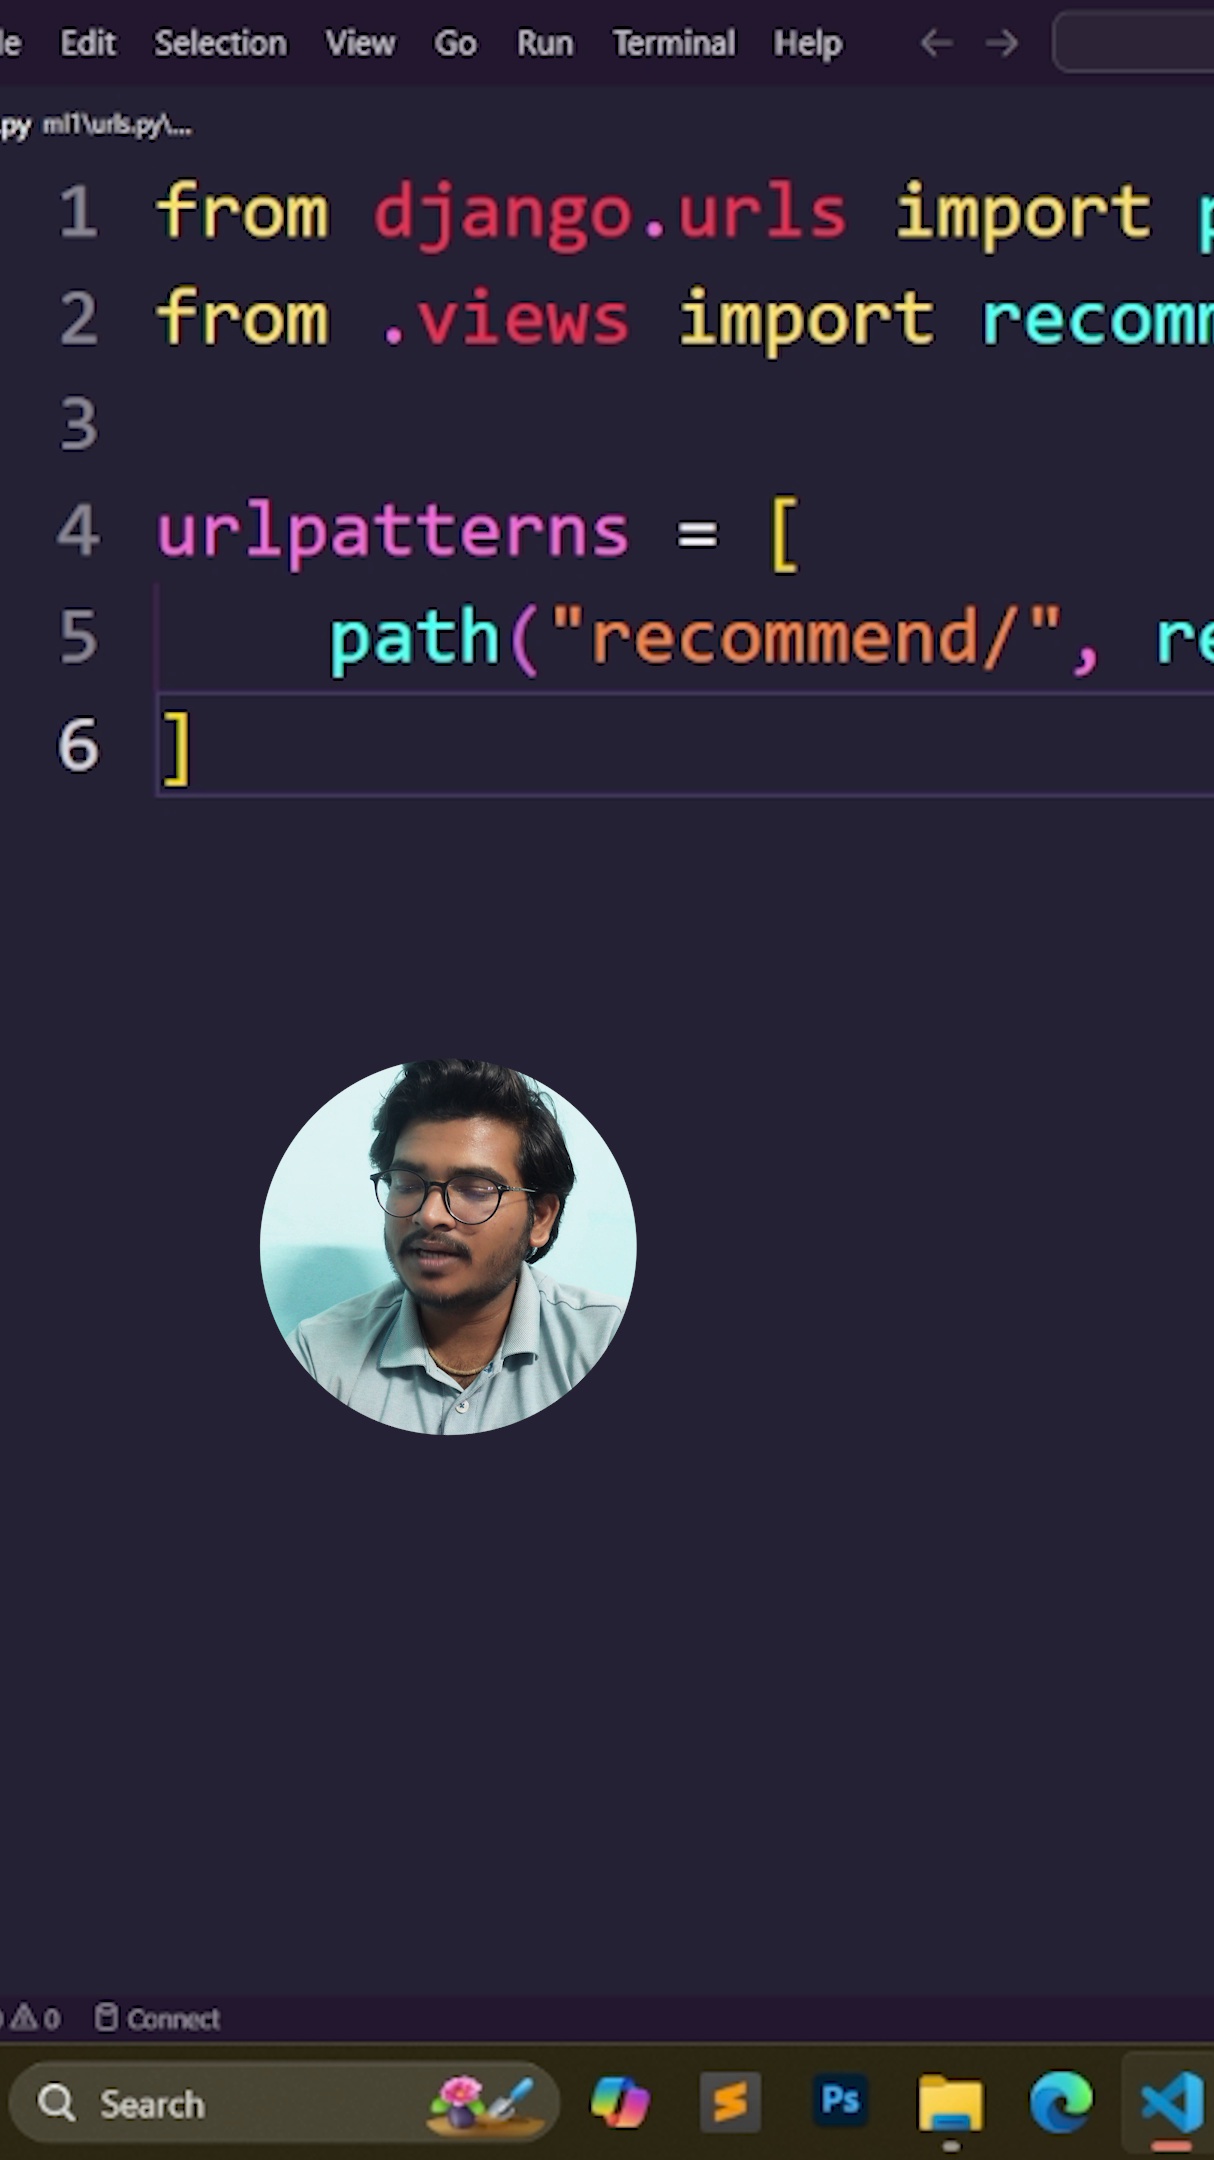 le Edit Selection View Go Run Terminal Help
.py ml1\urls.py\...
1 from django.urls import p
2 from .views import recomm
3
4 urlpatterns = [
5 path("recommend/", re
6 ]
0 Connect
Search Ps